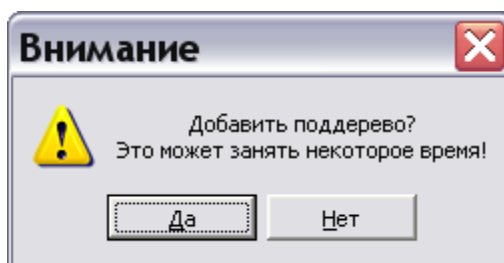 Внимание
Добавить поддерево?
Это может занять некоторое время!
Да
Нет